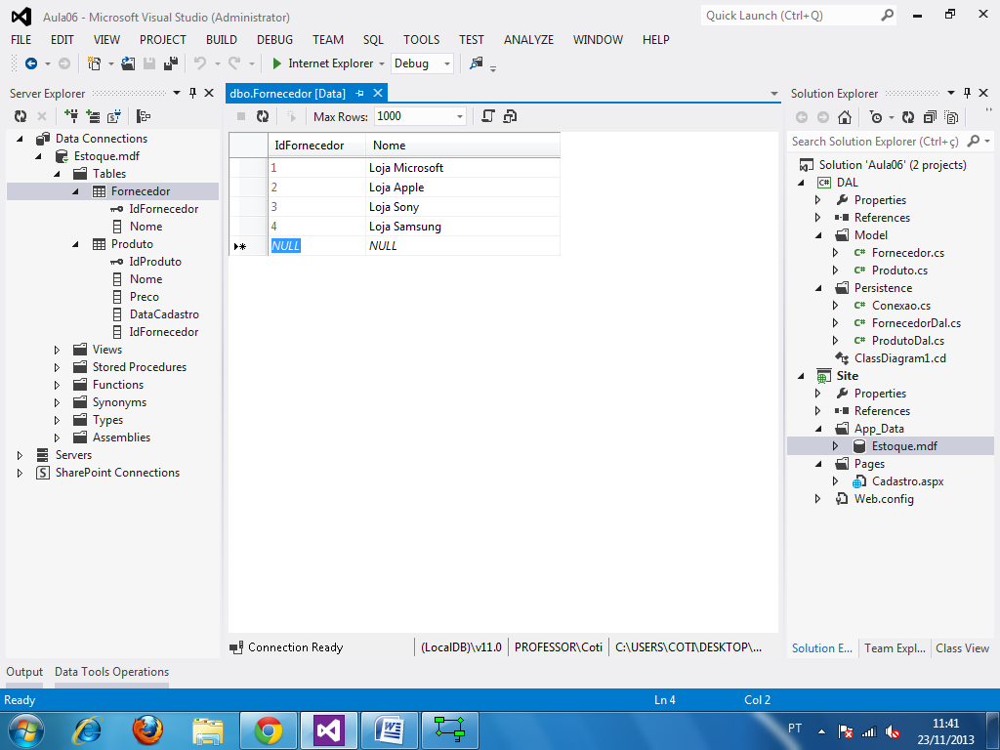 Aula06 - Microsoft Visual Studio (Administrator)
Quick Launch (Ctrl+Q)
FILE EDIT VIEW PROJECT BUILD DEBUG TEAM SQL TOOLS TEST ANALYZE WINDOW HELP
Internet Explorer Debug
Server Explorer
Data Connections
Estoque.mdf
Tables
Fornecedor
IdFornecedor
Nome
Produto
IdProduto
Nome
Preco
DataCadastro
IdFornecedor
Views
Stored Procedures
Functions
Synonyms
Types
Assemblies
Servers
SharePoint Connections
dbo.Fornecedor [Data]
Max Rows: 1000
IdFornecedor Nome
1 Loja Microsoft
2 Loja Apple
3 Loja Sony
4 Loja Samsung
NULL NULL
Connection Ready (LocalDB)\v11.0 PROFESSOR\Coti C:\USERS\COTI\DESKTOP\...
Solution Explorer
Search Solution Explorer (Ctrl+ç)
Solution 'Aula06' (2 projects)
C# DAL
Properties
References
Model
C# Fornecedor.cs
C# Produto.cs
Persistence
C# Conexao.cs
C# FornecedorDal.cs
C# ProdutoDal.cs
ClassDiagram1.cd
Site
Properties
References
App_Data
Estoque.mdf
Pages
Cadastro.aspx
Web.config
Solution E... Team Expl... Class View
Output Data Tools Operations
Ready Ln 4 Col 2
PT
11:41
23/11/2013